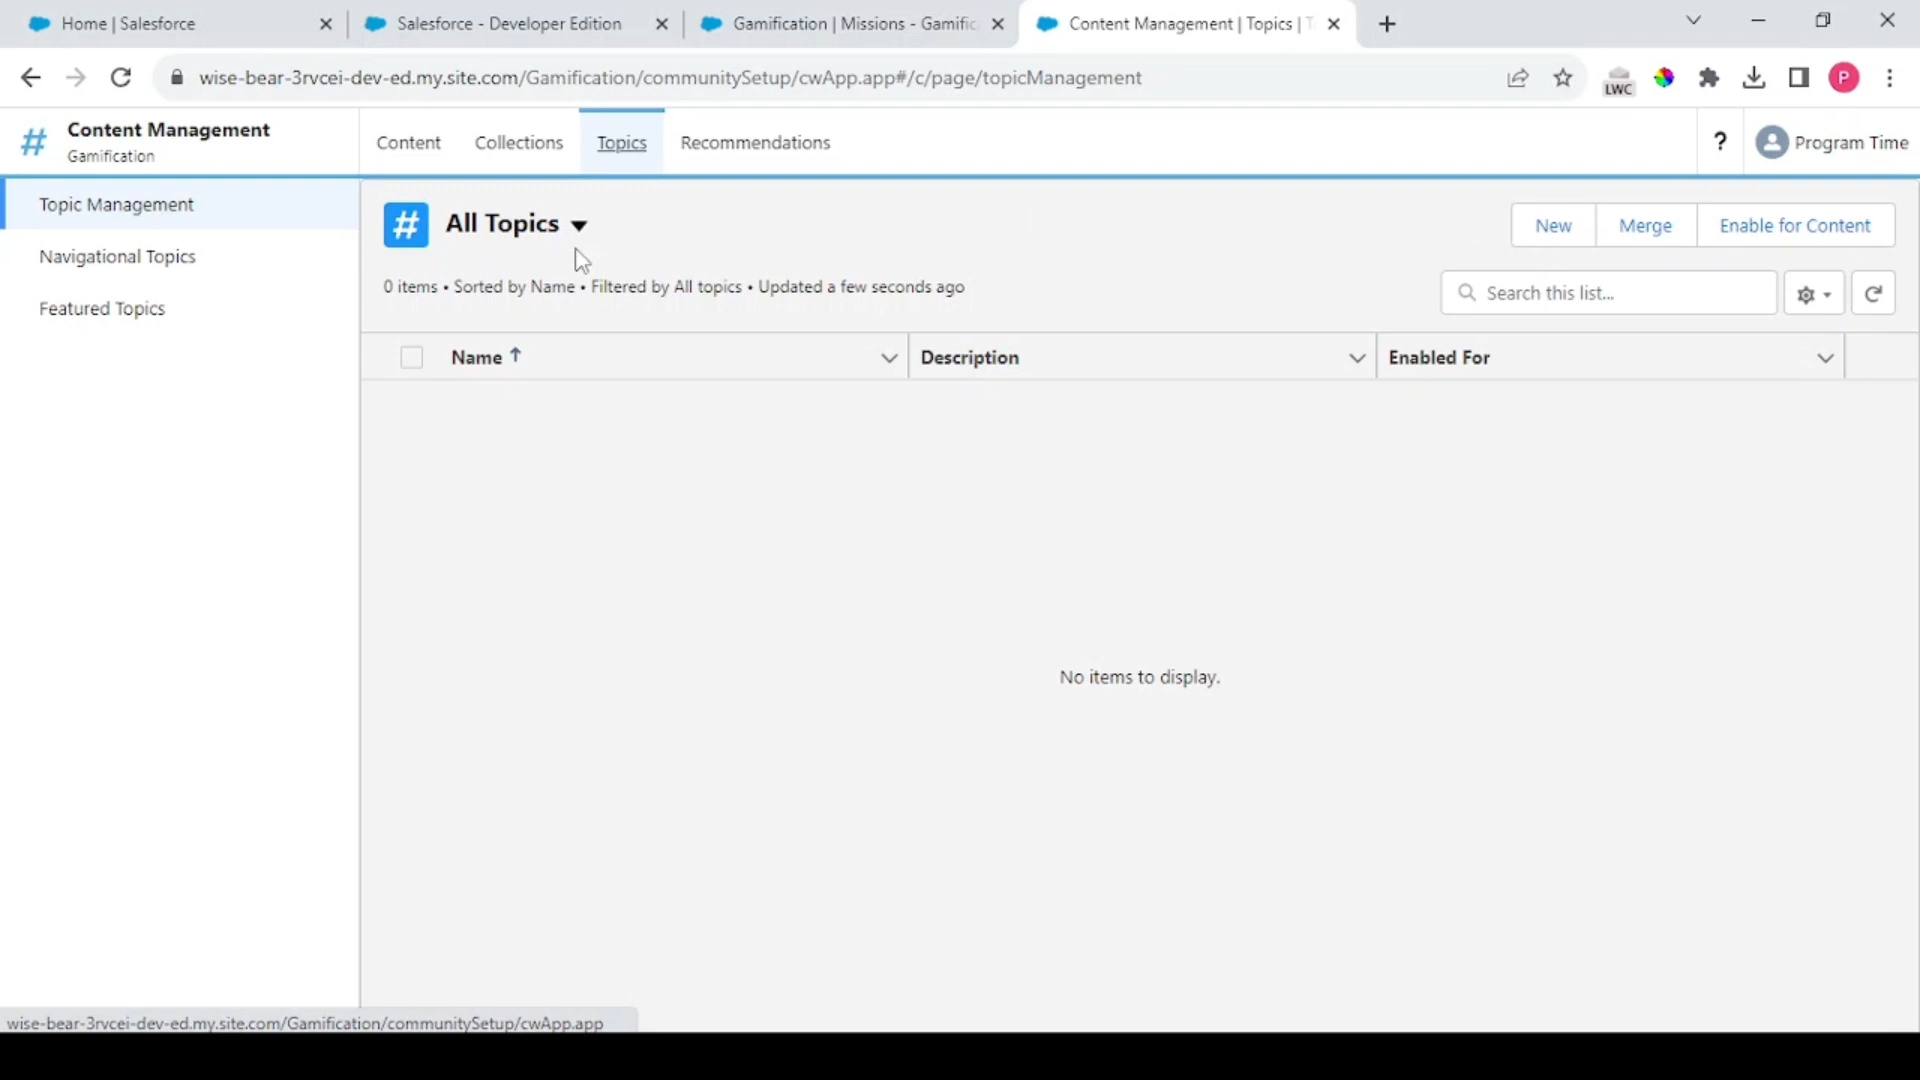 Home | Salesforce
Salesforce - Developer Edition
Gamification | Missions - Gamific
Content Management | Topics | T
wise-bear-3rvcei-dev-ed.my.site.com/Gamification/communitySetup/cwApp.app#/c/page/topicManagement
LWC
P
#
Content Management
Gamification
Content
Collections
Topics
Recommendations
?
Program Time
Topic Management
Navigational Topics
Featured Topics
#
All Topics
New
Merge
Enable for Content
0 items • Sorted by Name • Filtered by All topics • Updated a few seconds ago
Search this list...
Name
Description
Enabled For
No items to display.
wise-bear-3rvcei-dev-ed.my.site.com/Gamification/communitySetup/cwApp.app